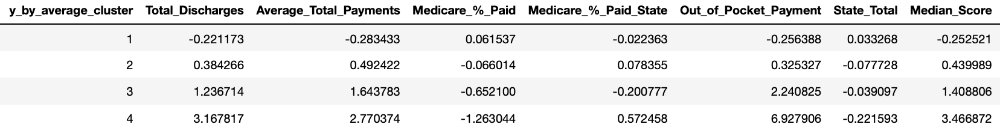 y_by_average_cluster Total_Discharges Average_Total_Payments Medicare_%_Paid Medicare_%_Paid_State Out_of_Pocket_Payment State_Total Median_Score
1 -0.221173 -0.283433 0.061537 -0.022363 -0.256388 0.033268 -0.252521
2 0.384266 0.492422 -0.066014 0.078355 0.325327 -0.077728 0.439989
3 1.236714 1.643783 -0.652100 -0.200777 2.240825 -0.039097 1.408806
4 3.167817 2.770374 -1.263044 0.572458 6.927906 -0.221593 3.466872